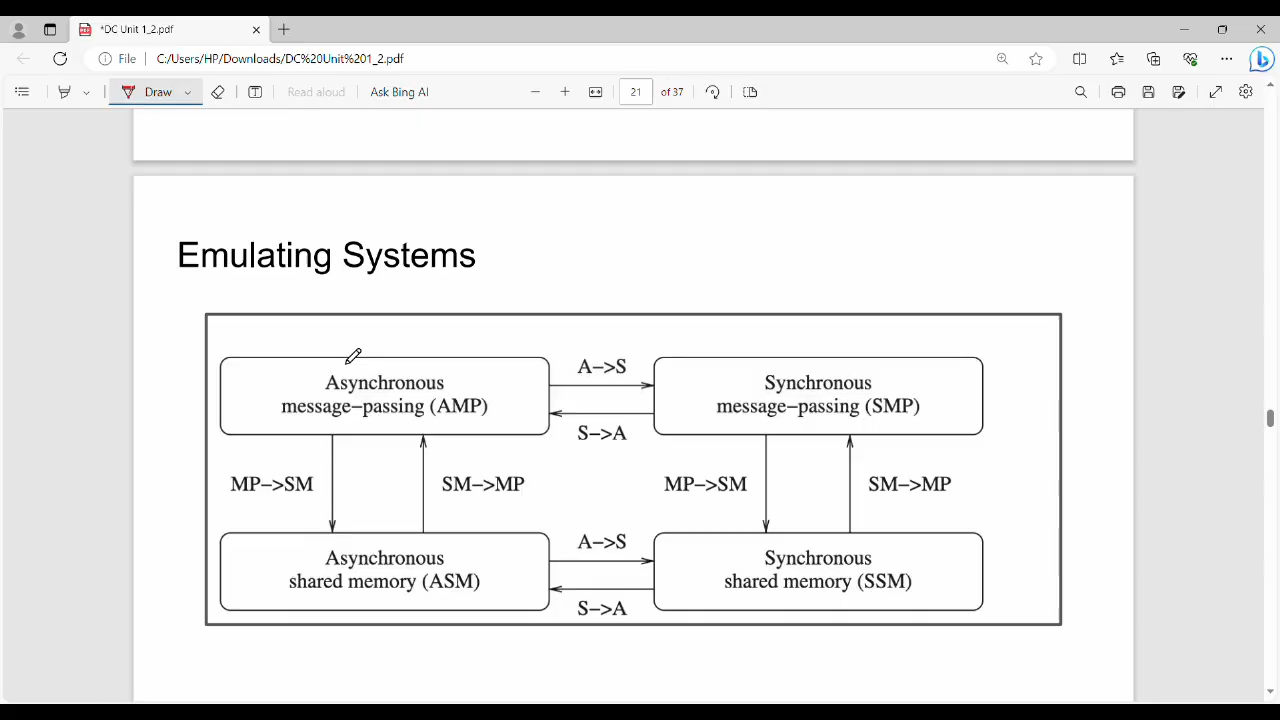 *DC Unit 1_2.pdf
File C:/Users/HP/Downloads/DC%20Unit%201_2.pdf
Draw Read aloud Ask Bing AI 21 of 37
Emulating Systems
Asynchronous
message–passing (AMP)
A–>S
S–>A
Synchronous
message–passing (SMP)
MP–>SM SM–>MP MP–>SM SM–>MP
Asynchronous
shared memory (ASM)
A–>S
S–>A
Synchronous
shared memory (SSM)